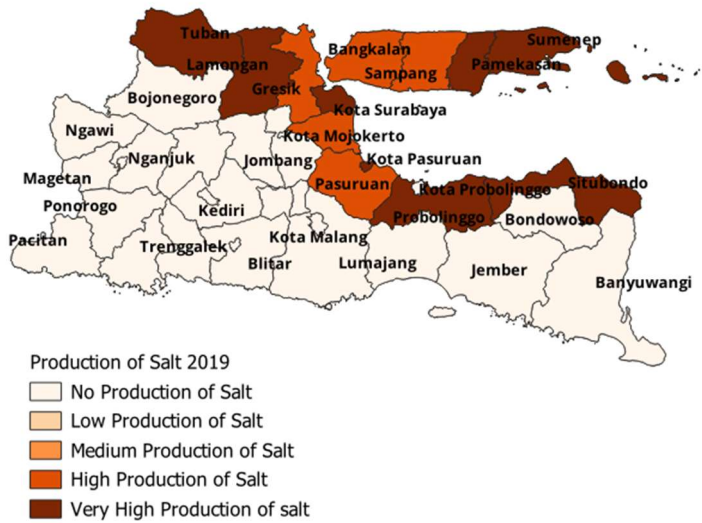 Tuban
Sumenep
Bangkalan
Lamongan
Pamekasan
Sampang
Gresik
Bojonegoro
Kota Surabaya
Ngawi
Kota Mojokerto
Nganjuk
Jombang
Kota Pasuruan
Magetan
Pasuruan
Situbondo
Kota Probolinggo
Ponorogo
Kediri
Probolinggo
Bondowoso
Pacitan
Kota Malang
Trenggalek
Blitar
Lumajang
Jember
Banyuwangi
Production of Salt 2019
No Production of Salt
Low Production of Salt
Medium Production of Salt
High Production of Salt
Very High Production of salt